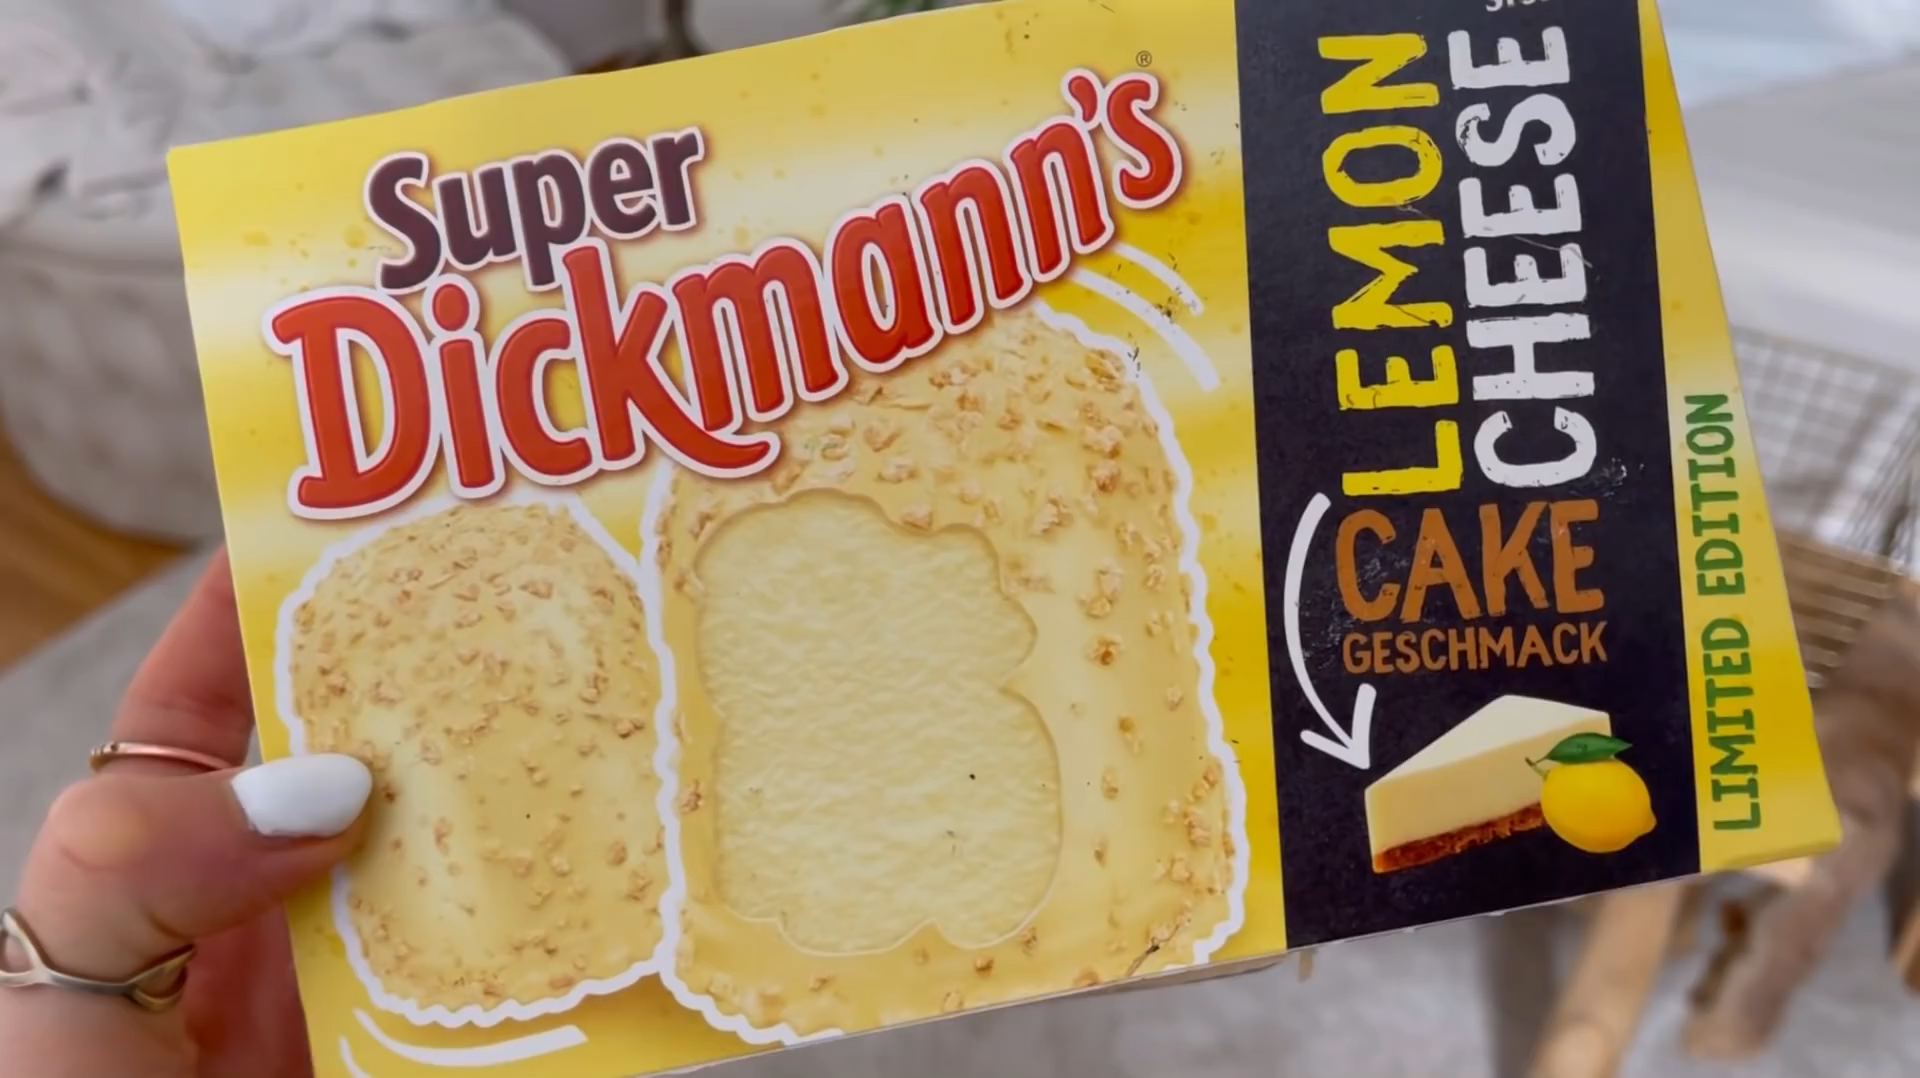 Super
Dickmann's®
LEMON
CHEESE
CAKE
GESCHMACK
LIMITED EDITION